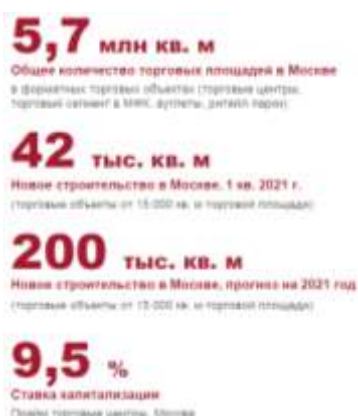 5,7 млн кв. м
Общее количество торговых площадей в Москве
в форматных торговых объектах (торговые центры,
торговый сегмент в МФК, аутлеты, ритейл парки)
42 тыс. кв. м
Новое строительство в Москве, 1 кв. 2021 г.
(торговые объекты от 15 000 кв. м торговой площади)
200 тыс. кв. м
Новое строительство в Москве, прогноз на 2021 год
(торговые объекты от 15 000 кв. м торговой площади)
9,5 %
Ставка капитализации
Прайм торговые центры, Москва